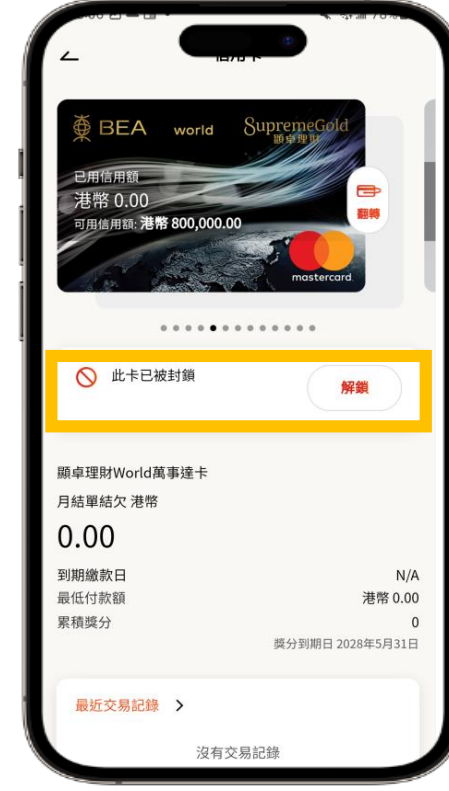 信用卡
BEA world SupremeGold
顯卓理財
已用信用額
港幣 0.00
可用信用額: 港幣 800,000.00
翻轉
mastercard.
此卡已被封鎖
解鎖
顯卓理財World萬事達卡
月結單結欠 港幣
0.00
到期繳款日 N/A
最低付款額 港幣 0.00
累積獎分 0
獎分到期日 2028年5月31日
最近交易記錄
沒有交易記錄